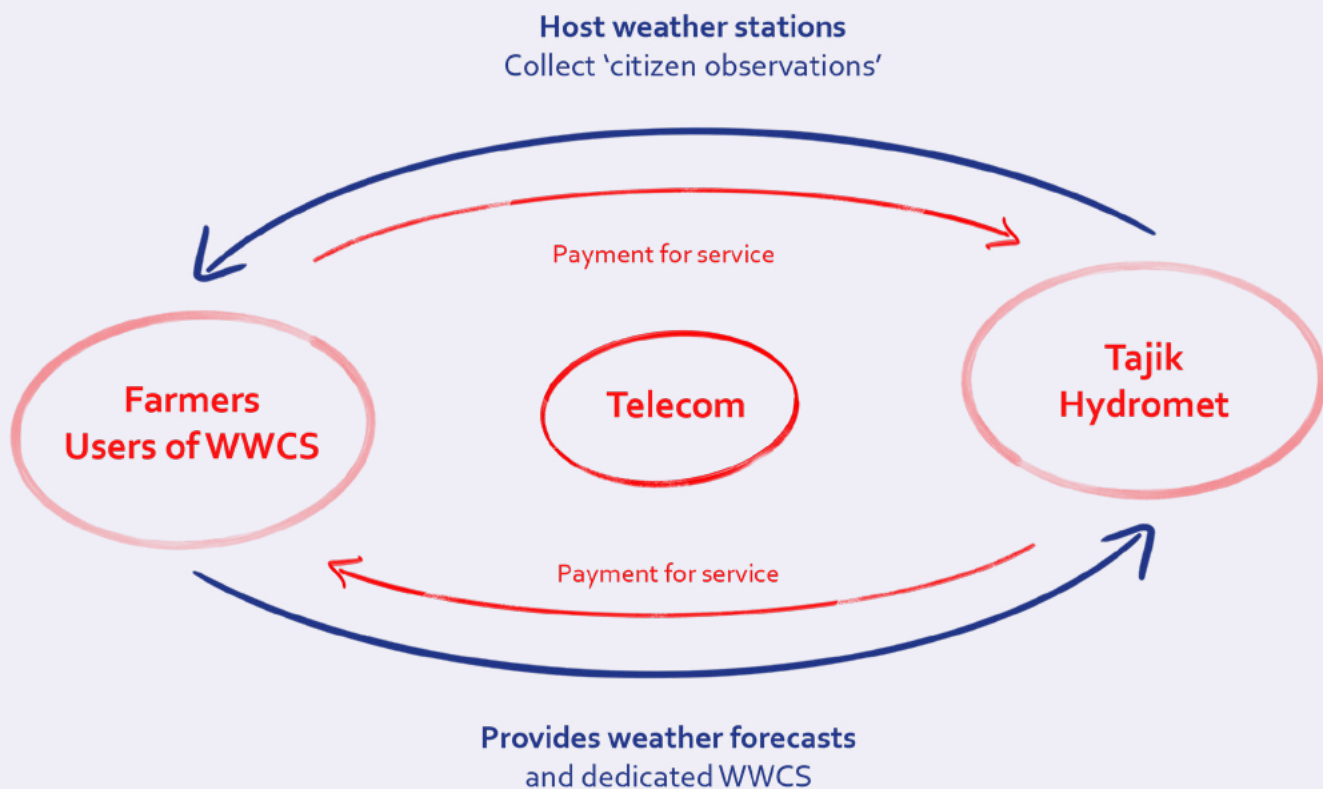 Host weather stations
Collect ‘citizen observations’
Payment for service
Farmers
Users of WWCS
Telecom
Tajik
Hydromet
Payment for service
Provides weather forecasts
and dedicated WWCS